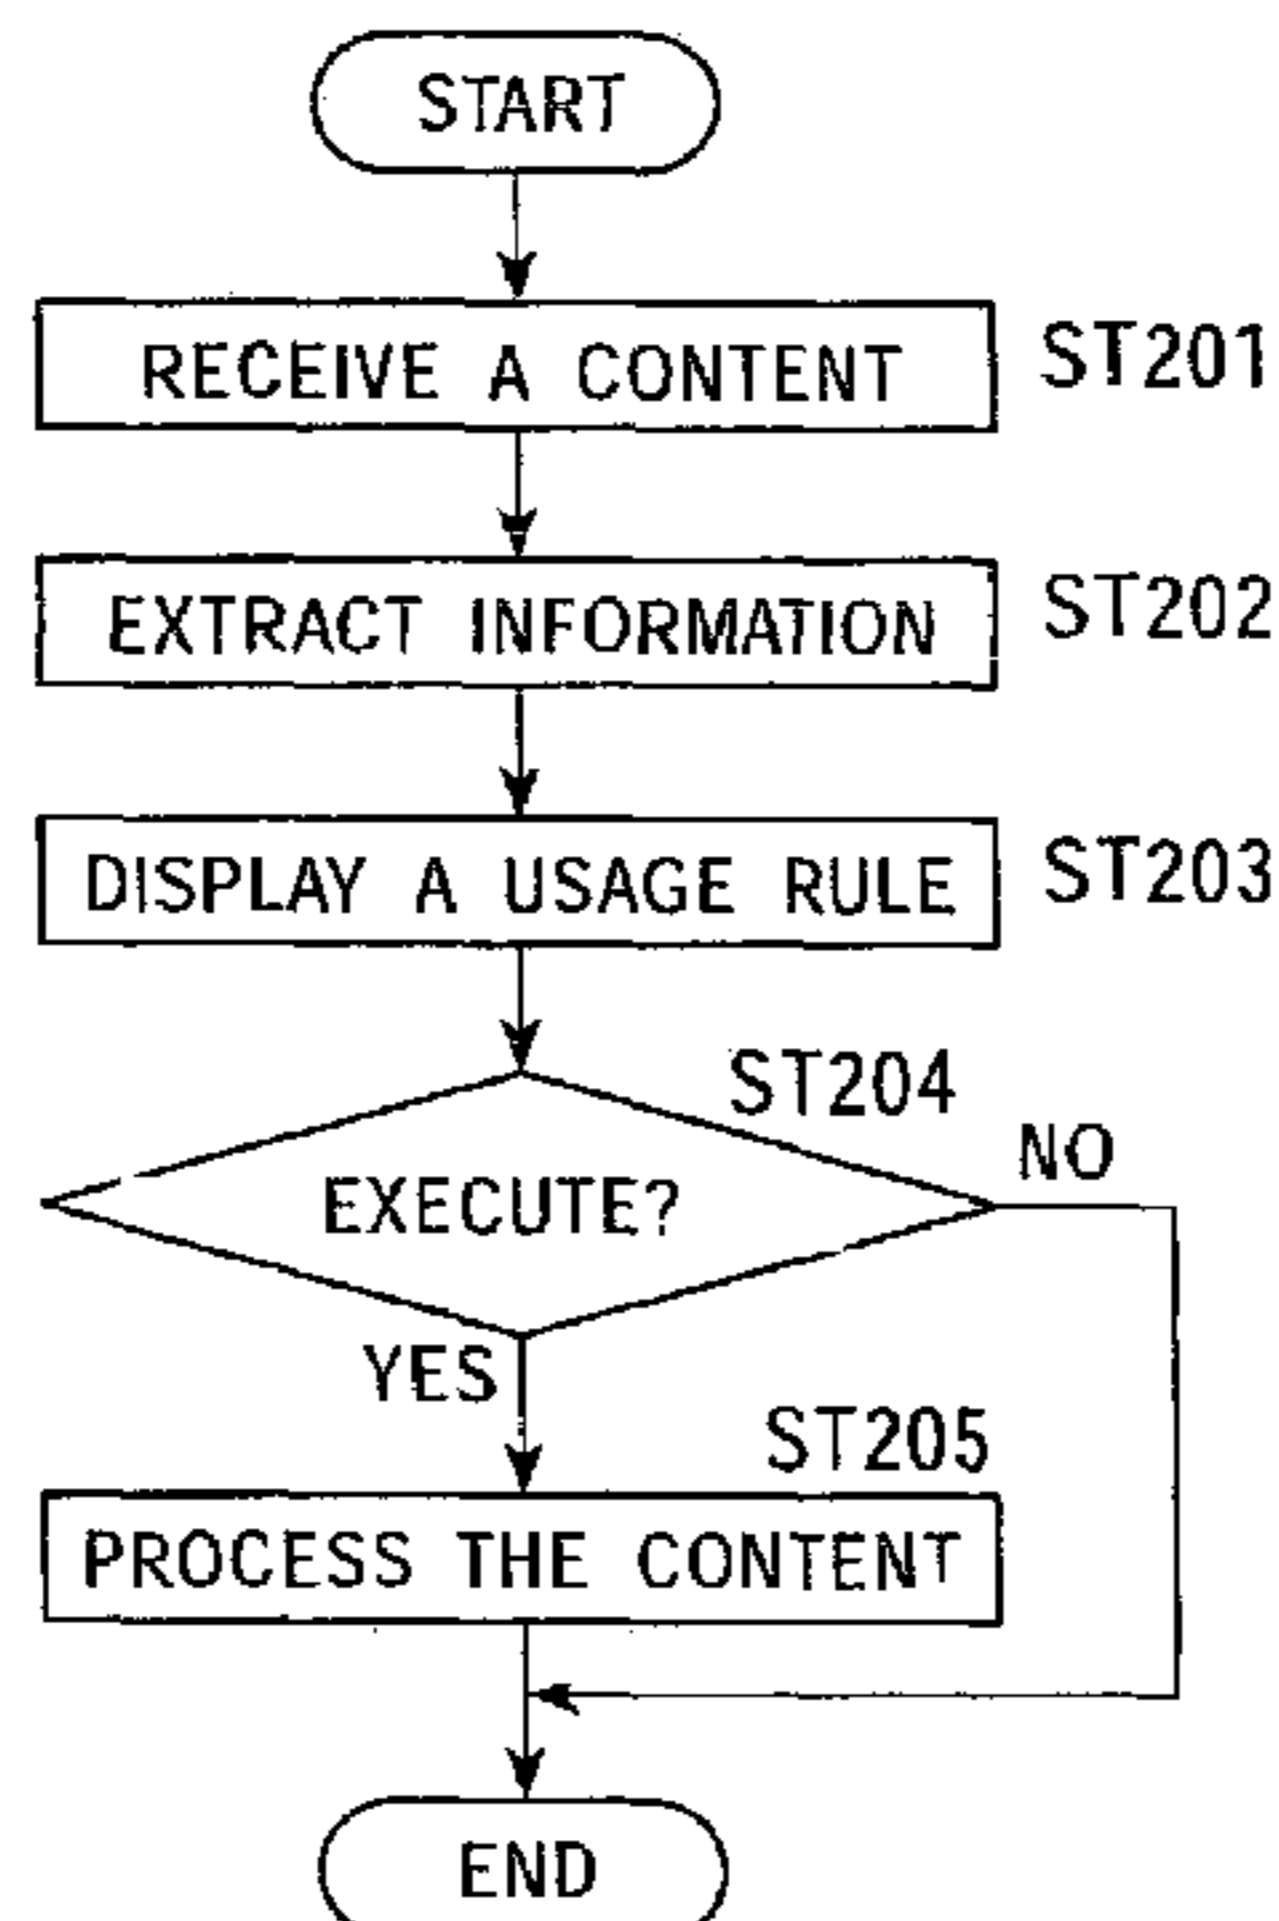 START
RECEIVE A CONTENT
ST201
EXTRACT INFORMATION
ST202
DISPLAY A USAGE RULE
ST203
ST204
EXECUTE?
NO
YES
ST205
PROCESS THE CONTENT
END